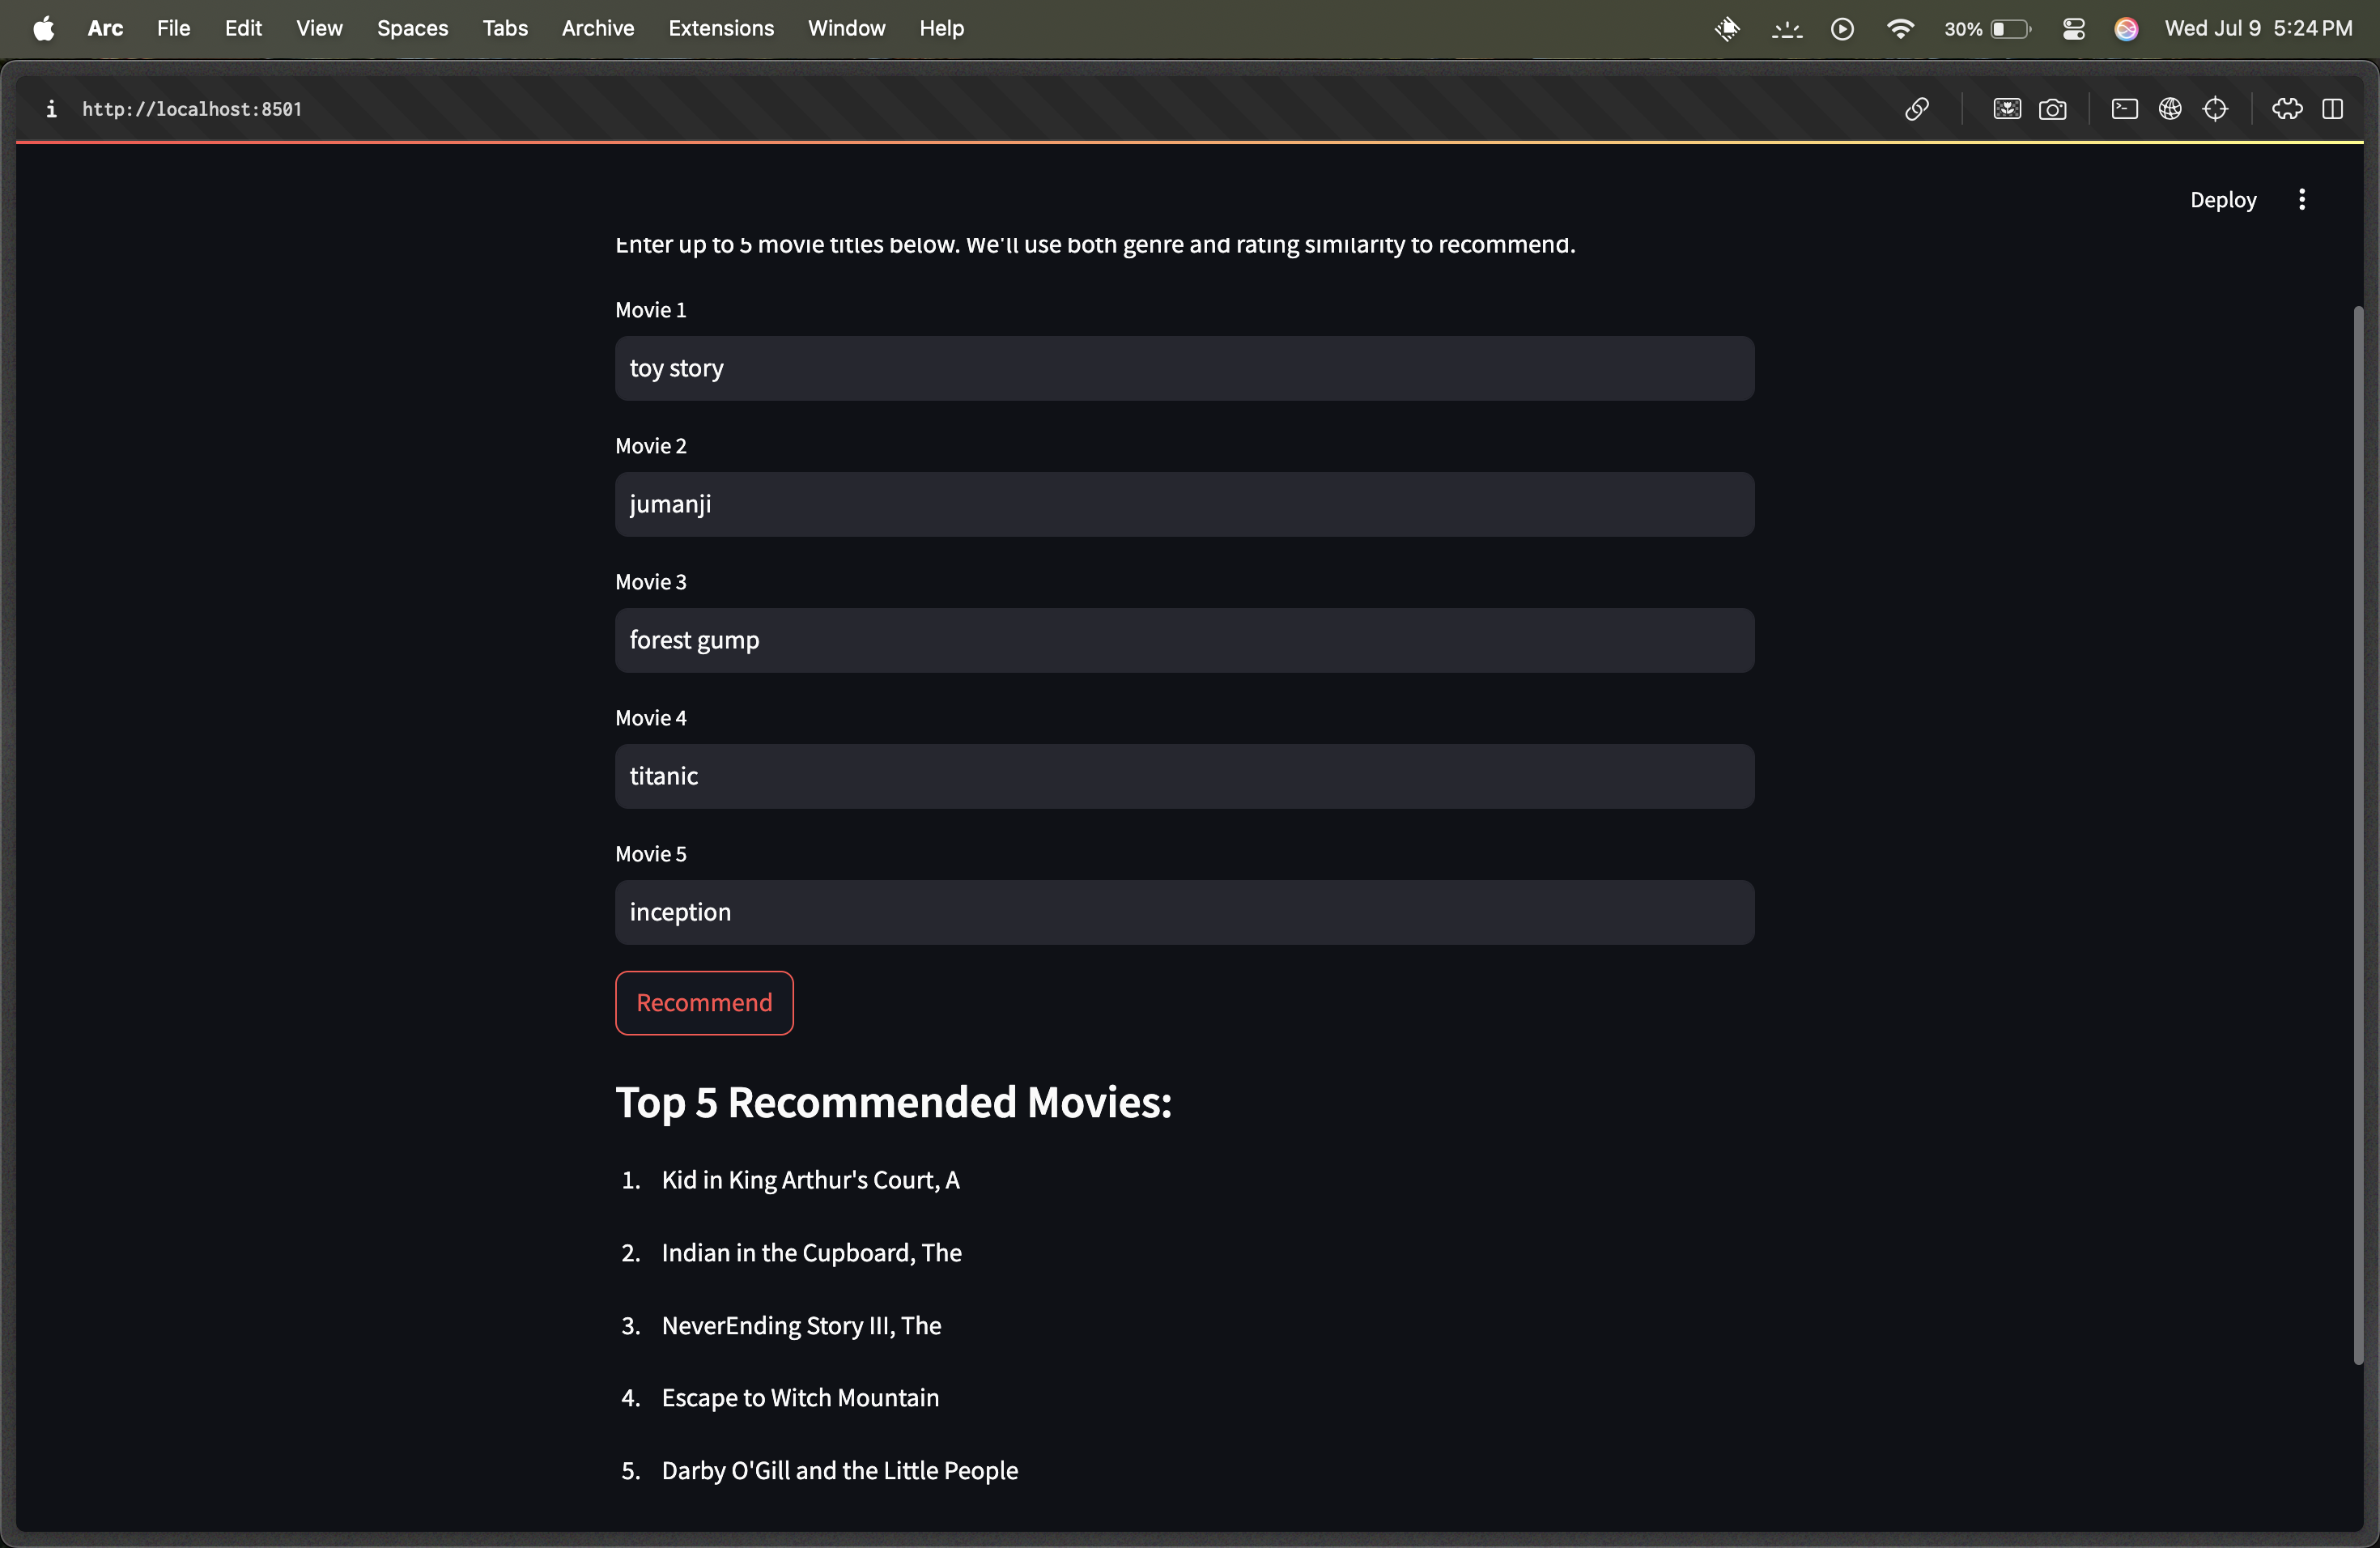 Arc File Edit View Spaces Tabs Archive Extensions Window Help 30% Wed Jul 9 5:24 PM
http://localhost:8501
Deploy
Enter up to 5 movie titles below. We'll use both genre and rating similarity to recommend.
Movie 1
toy story
Movie 2
jumanji
Movie 3
forest gump
Movie 4
titanic
Movie 5
inception
Recommend
Top 5 Recommended Movies:
1. Kid in King Arthur's Court, A
2. Indian in the Cupboard, The
3. NeverEnding Story III, The
4. Escape to Witch Mountain
5. Darby O'Gill and the Little People